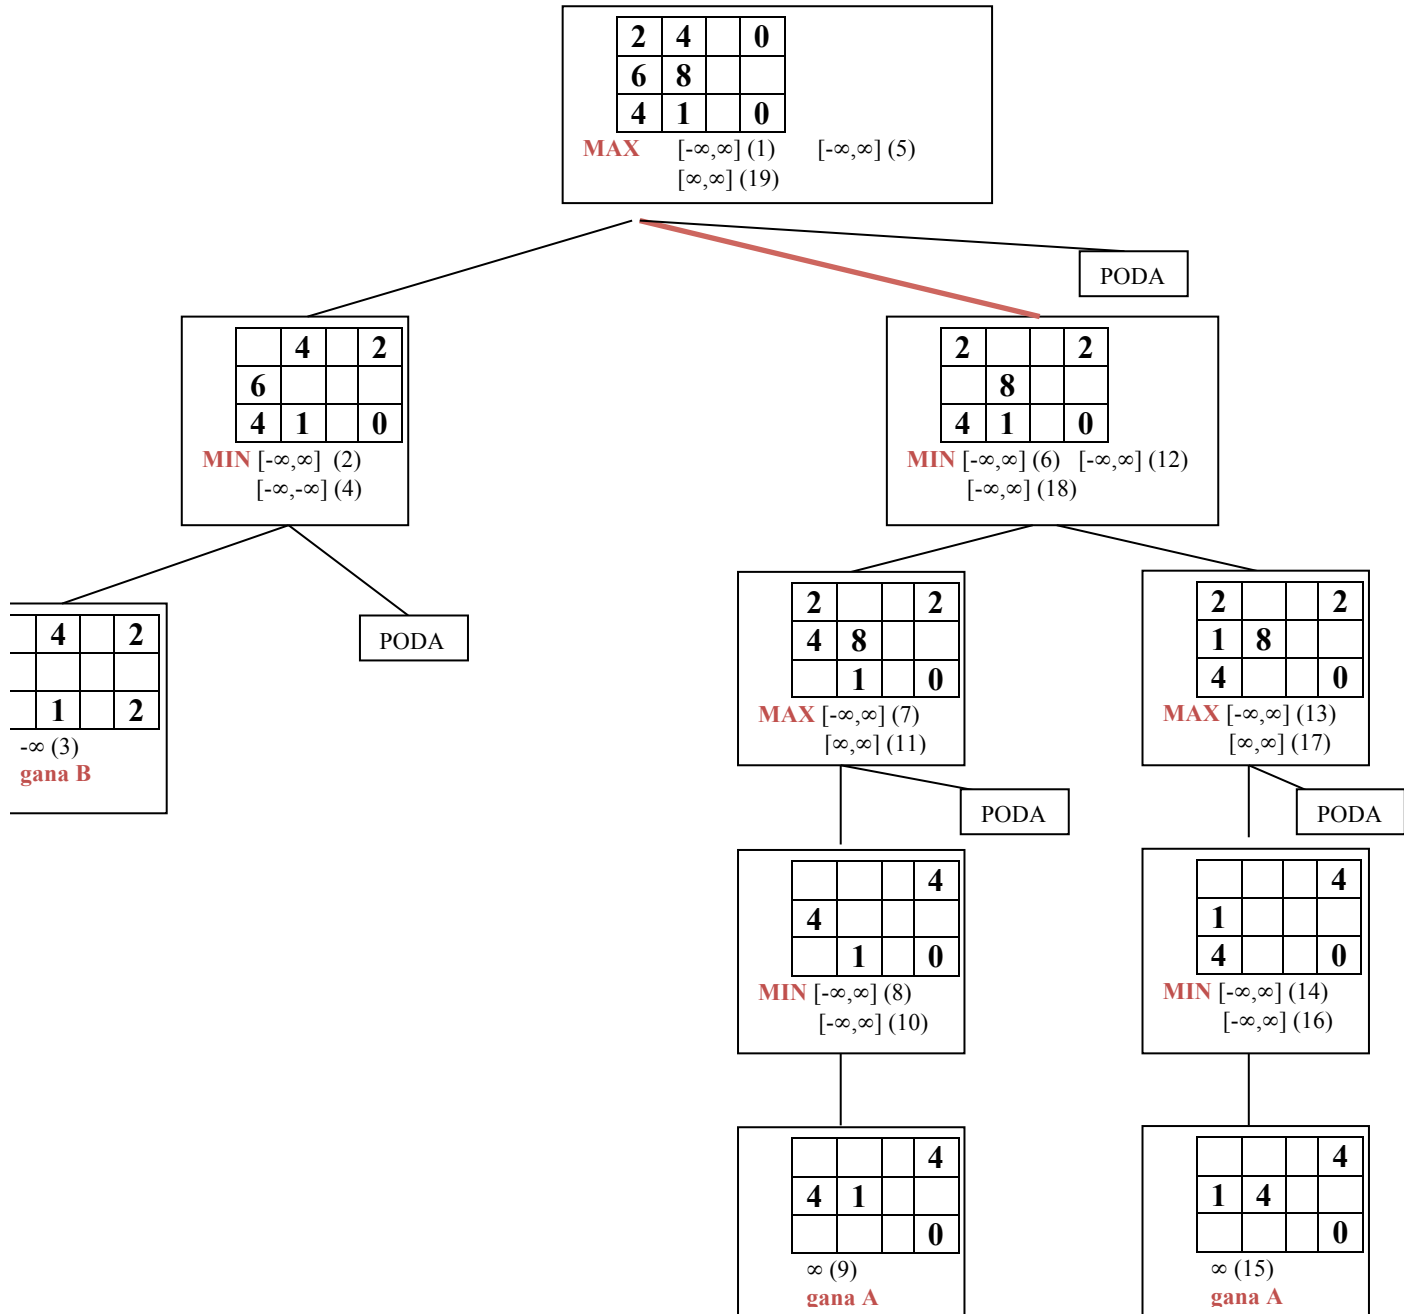 2 4 0
6 8
4 1 0
MAX [-∞,∞] (1) [-∞,∞] (5)
[∞,∞] (19)
PODA
4 2
6
4 1 0
MIN [-∞,∞] (2)
[-∞,-∞] (4)
2 2
8
4 1 0
MIN [-∞,∞] (6) [-∞,∞] (12)
[-∞,∞] (18)
4 2
1 2
-∞ (3)
gana B
PODA
2 2
4 8
1 0
MAX [-∞,∞] (7)
[∞,∞] (11)
2 2
1 8
4 0
MAX [-∞,∞] (13)
[∞,∞] (17)
PODA
PODA
4
4
1 0
MIN [-∞,∞] (8)
[-∞,∞] (10)
4
1
4 0
MIN [-∞,∞] (14)
[-∞,∞] (16)
4
4 1
0
∞ (9)
gana A
4
1 4
0
∞ (15)
gana A